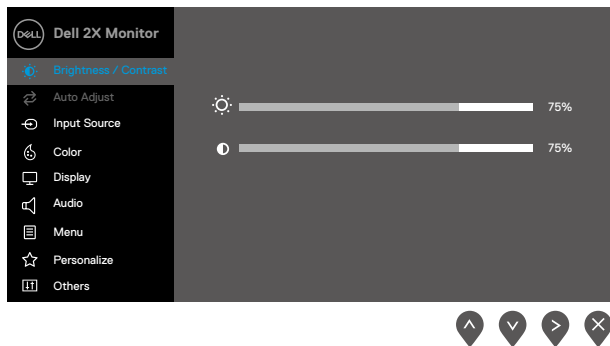 DELL Dell 2X Monitor
Brightness / Contrast
Auto Adjust
Input Source
Color
Display
Audio
Menu
Personalize
Others
75%
75%